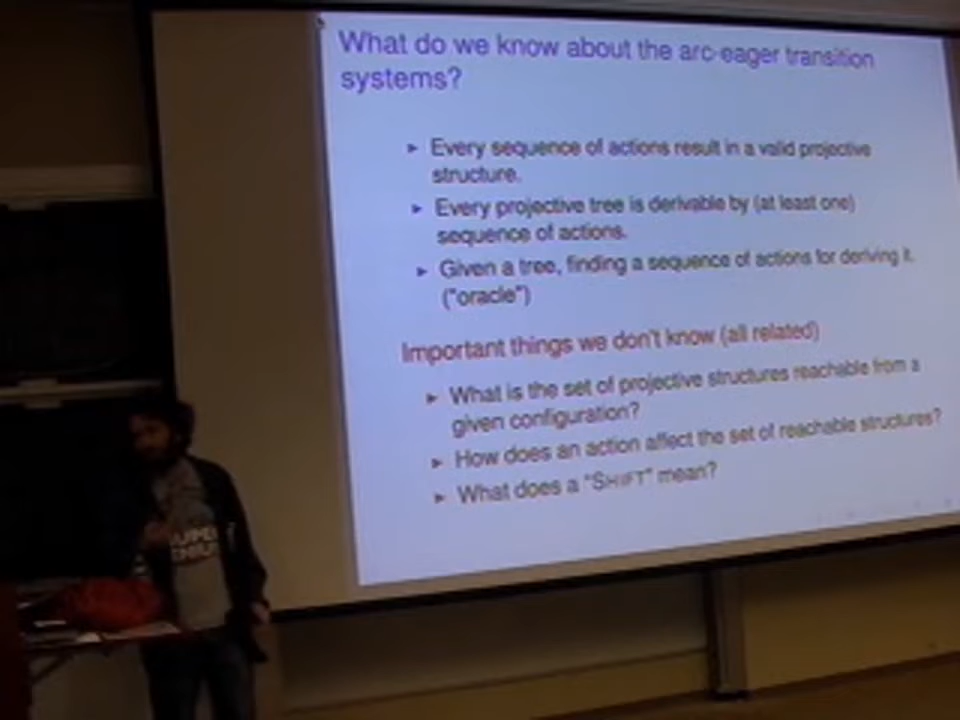 What do we know about the arc-eager transition
systems?
► Every sequence of actions result in a valid projective
structure.
► Every projective tree is derivable by (at least one)
sequence of actions.
► Given a tree, finding a sequence of actions for deriving it.
("oracle")
Important things we don't know (all related)
► What is the set of projective structures reachable from a
given configuration?
► How does an action affect the set of reachable structures?
► What does a "SHIFT" mean?